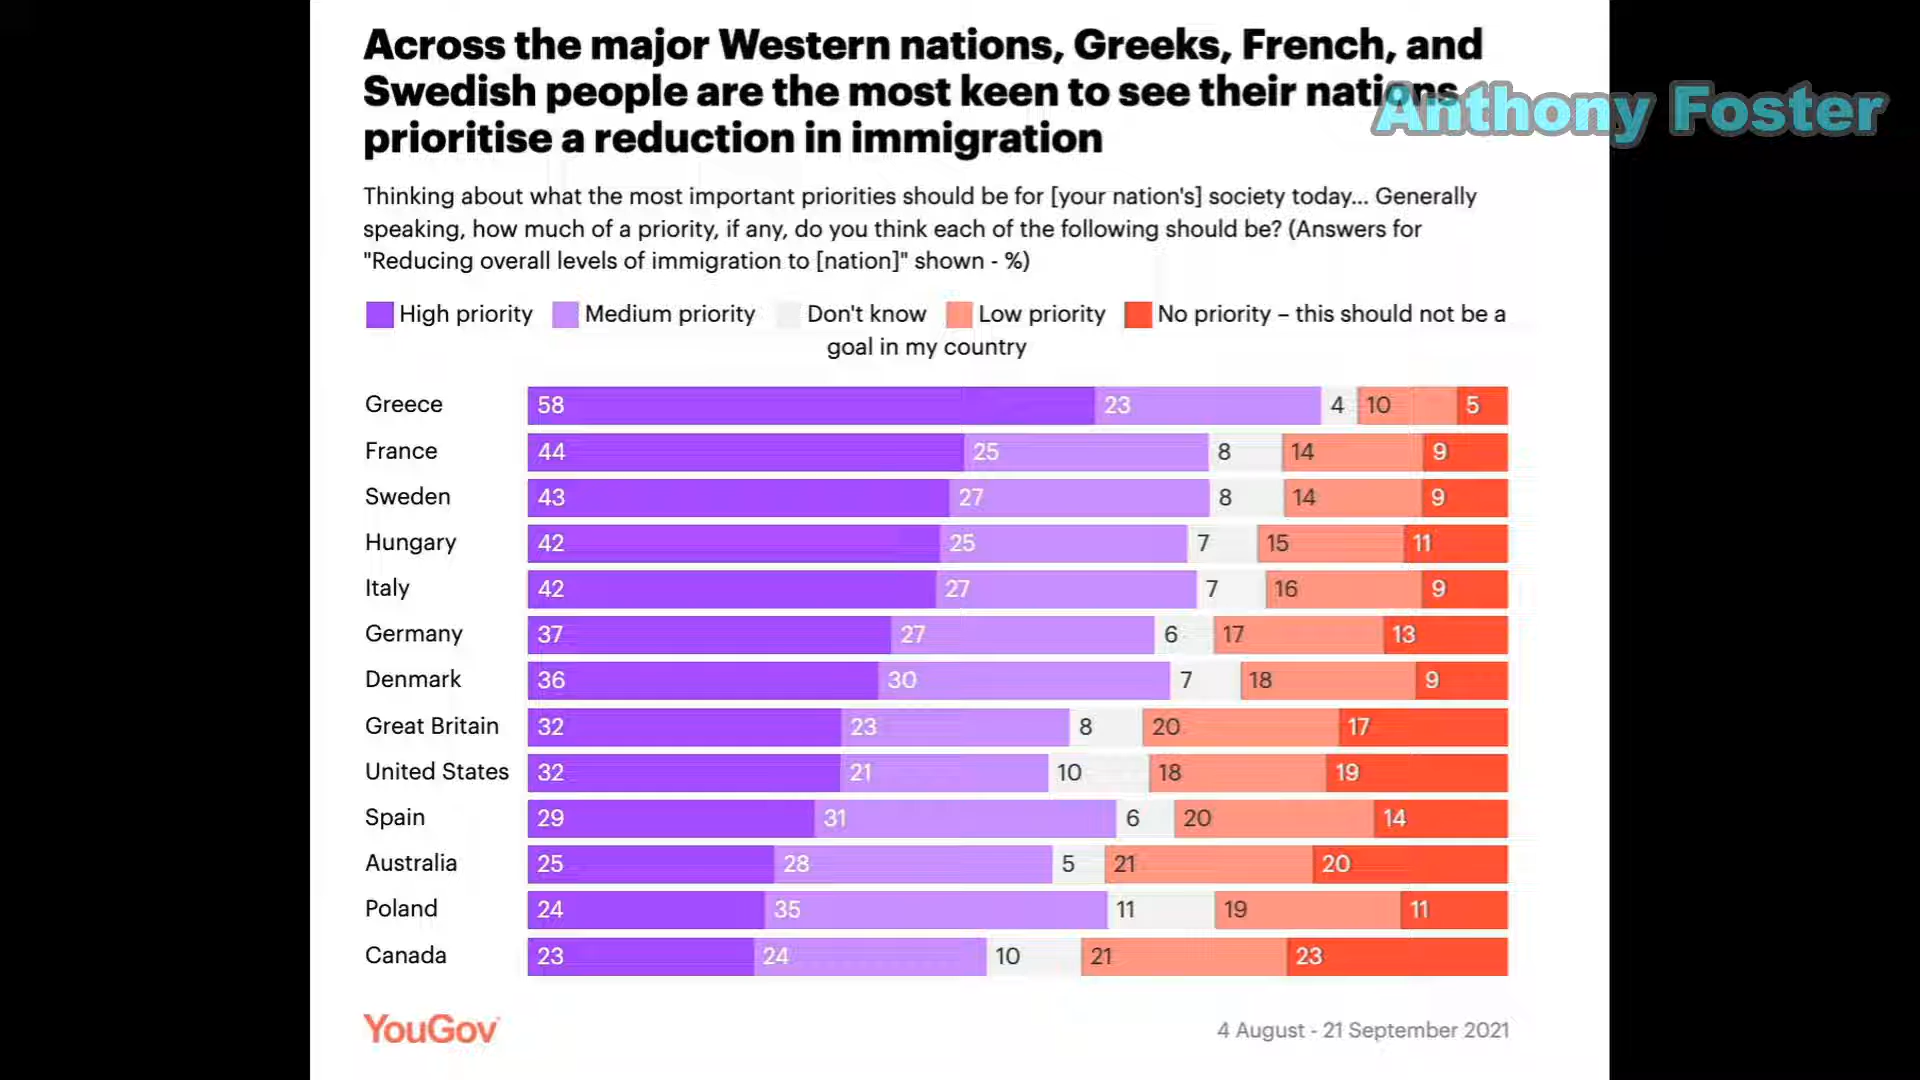 Across the major Western nations, Greeks, French, and
Swedish people are the most keen to see their nations
prioritise a reduction in immigration
Anthony Foster
Thinking about what the most important priorities should be for [your nation's] society today... Generally
speaking, how much of a priority, if any, do you think each of the following should be? (Answers for
"Reducing overall levels of immigration to [nation]" shown - %)
High priority Medium priority Don't know Low priority No priority – this should not be a
goal in my country
Greece 58 23 4 10 5
France 44 25 8 14 9
Sweden 43 27 8 14 9
Hungary 42 25 7 15 11
Italy 42 27 7 16 9
Germany 37 27 6 17 13
Denmark 36 30 7 18 9
Great Britain 32 23 8 20 17
United States 32 21 10 18 19
Spain 29 31 6 20 14
Australia 25 28 5 21 20
Poland 24 35 11 19 11
Canada 23 24 10 21 23
YouGov 4 August - 21 September 2021